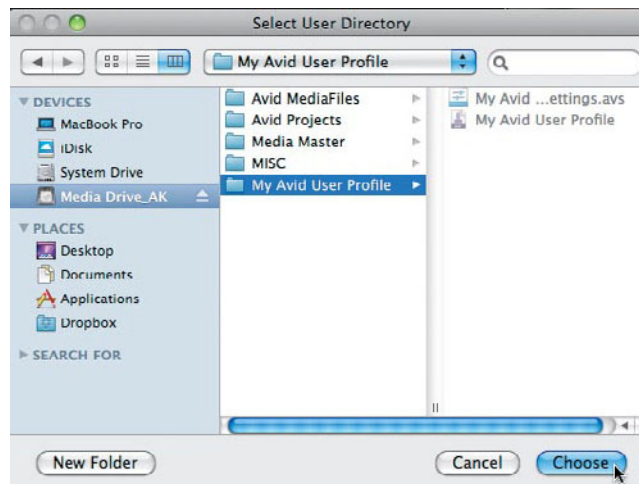 Select User Directory
My Avid User Profile
DEVICES
MacBook Pro
iDisk
System Drive
Media Drive_AK
PLACES
Desktop
Documents
Applications
Dropbox
SEARCH FOR
Avid MediaFiles
Avid Projects
Media Master
MISC
My Avid User Profile
My Avid ...ettings.avs
My Avid User Profile
New Folder
Cancel
Choose